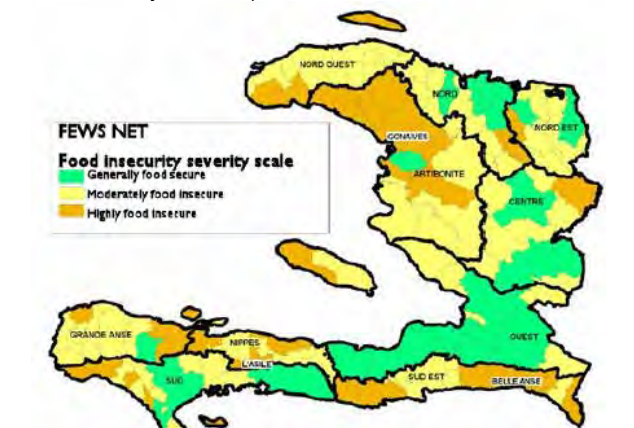 NORD OUEST
NORD
NORD EST
GONAIVES
FEWS NET
Food insecurity severity scale
Generally food secure
Moderately food insecure
Highly food insecure
ARTIBONITE
CENTRE
GRANDE ANSE
NIPPES
OUEST
L'ASILE
SUD
SUD EST
BELLE ANSE